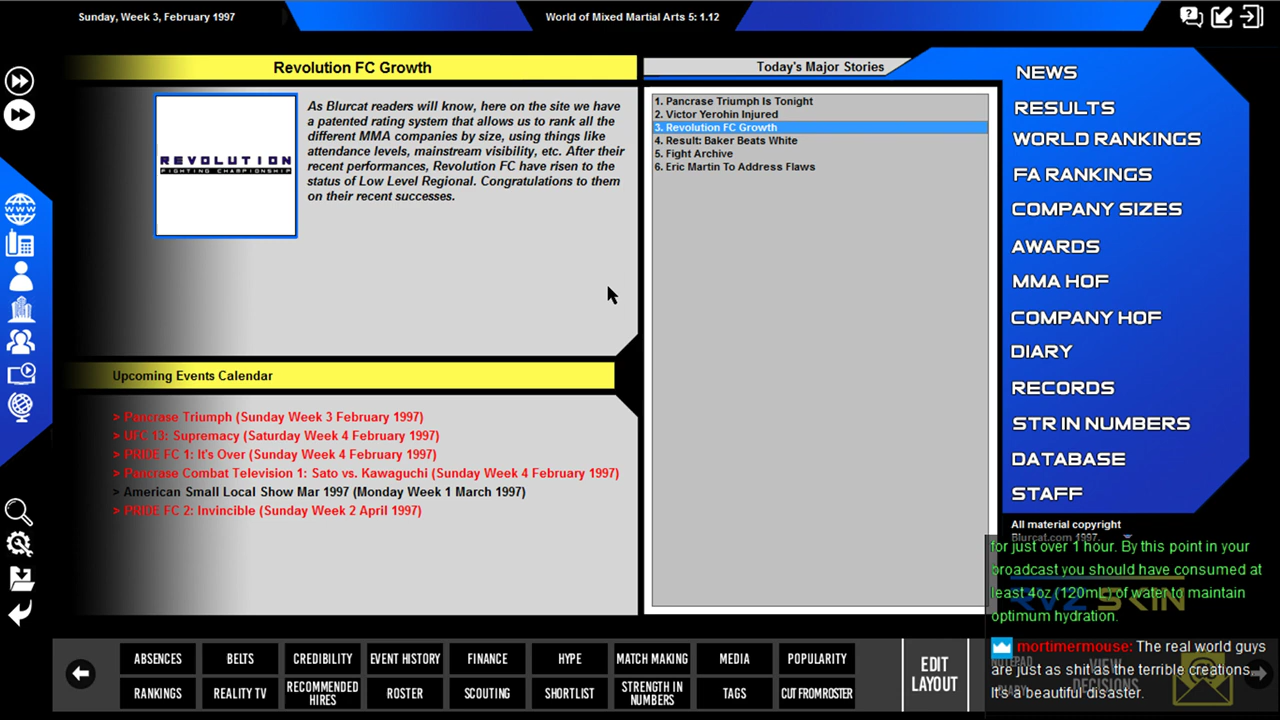 Sunday, Week 3, February 1997
World of Mixed Martial Arts 5: 1.12
Revolution FC Growth
REVOLUTION
FIGHTING CHAMPIONSHIP
As Blurcat readers will know, here on the site we have
a patented rating system that allows us to rank all the
different MMA companies by size, using things like
attendance levels, mainstream visibility, etc. After their
recent performances, Revolution FC have risen to the
status of Low Level Regional. Congratulations to them
on their recent successes.
Upcoming Events Calendar
> Pancrase Triumph (Sunday Week 3 February 1997)
> UFC 13: Supremacy (Saturday Week 4 February 1997)
> PRIDE FC 1: It's Over (Sunday Week 4 February 1997)
> Pancrase Combat Television 1: Sato vs. Kawaguchi (Sunday Week 4 February 1997)
> American Small Local Show Mar 1997 (Monday Week 1 March 1997)
> PRIDE FC 2: Invincible (Sunday Week 2 April 1997)
Today's Major Stories
1. Pancrase Triumph Is Tonight
2. Victor Yerohin Injured
3. Revolution FC Growth
4. Result: Baker Beats White
5. Fight Archive
6. Eric Martin To Address Flaws
NEWS
RESULTS
WORLD RANKINGS
FA RANKINGS
COMPANY SIZES
AWARDS
MMA HOF
COMPANY HOF
DIARY
RECORDS
STR IN NUMBERS
DATABASE
STAFF
All material copyright
Blurcat.com 1997.
for just over 1 hour. By this point in your
broadcast you should have consumed at
least 4oz (120mL) of water to maintain
optimum hydration.
mortimermouse: The real world guys
are just as shit as the terrible creations.
It's a beautiful disaster.
ABSENCES
BELTS
CREDIBILITY
EVENT HISTORY
FINANCE
HYPE
MATCH MAKING
MEDIA
POPULARITY
RANKINGS
REALITY TV
RECOMMENDED
HIRES
ROSTER
SCOUTING
SHORTLIST
STRENGTH IN
NUMBERS
TAGS
CUT FROM ROSTER
EDIT
LAYOUT
VIEW
DECISIONS